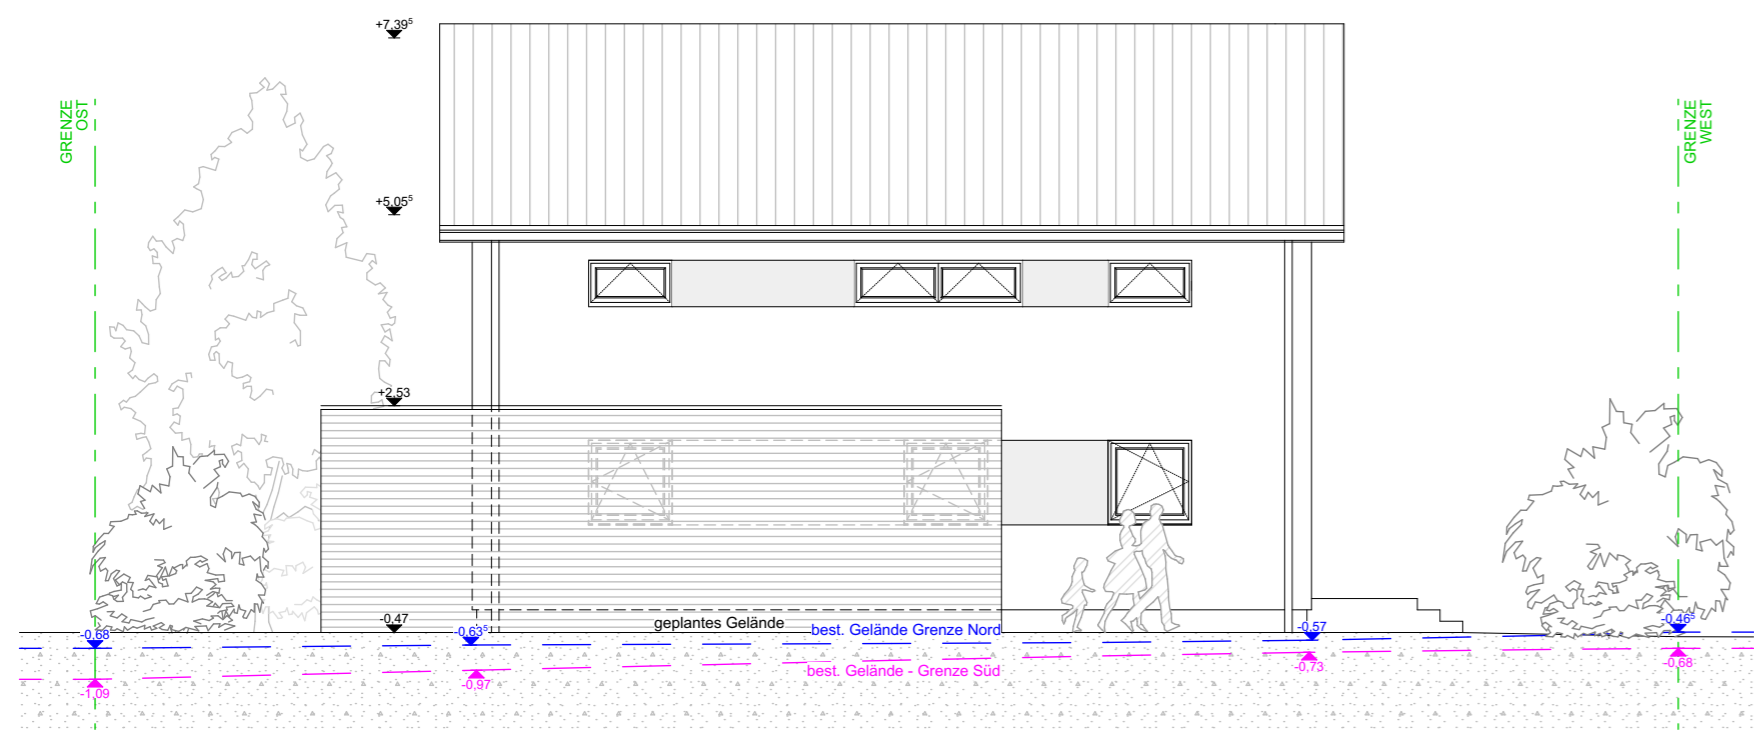 +7,39⁵
GRENZE
OST
GRENZE
WEST
+5,05⁵
+2,53
-0,47
geplantes Gelände
-0,68
-0,63⁵
best. Gelände Grenze Nord
-0,57
-0,46⁵
-1,09
-0,97
best. Gelände - Grenze Süd
-0,73
-0,68